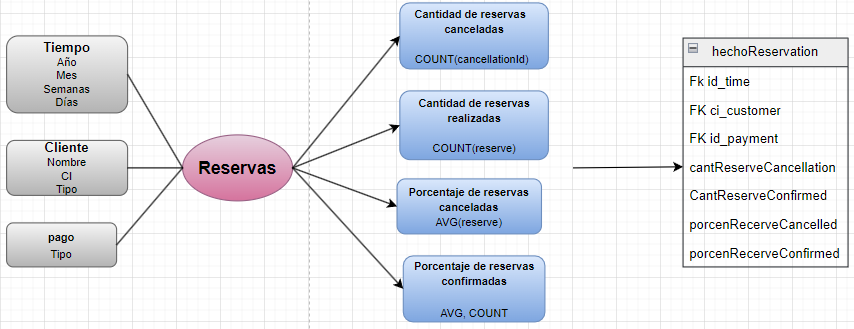 Tiempo
Año
Mes
Semanas
Días
Cliente
Nombre
CI
Tipo
pago
Tipo
Reservas
Cantidad de reservas
canceladas
COUNT(cancellationId)
Cantidad de reservas
realizadas
COUNT(reserve)
Porcentaje de reservas
canceladas
AVG(reserve)
Porcentaje de reservas
confirmadas
AVG, COUNT
hechoReservation
Fk id_time
FK ci_customer
FK id_payment
cantReserveCancellation
CantReserveConfirmed
porcenRecerveCancelled
porcenRecerveConfirmed